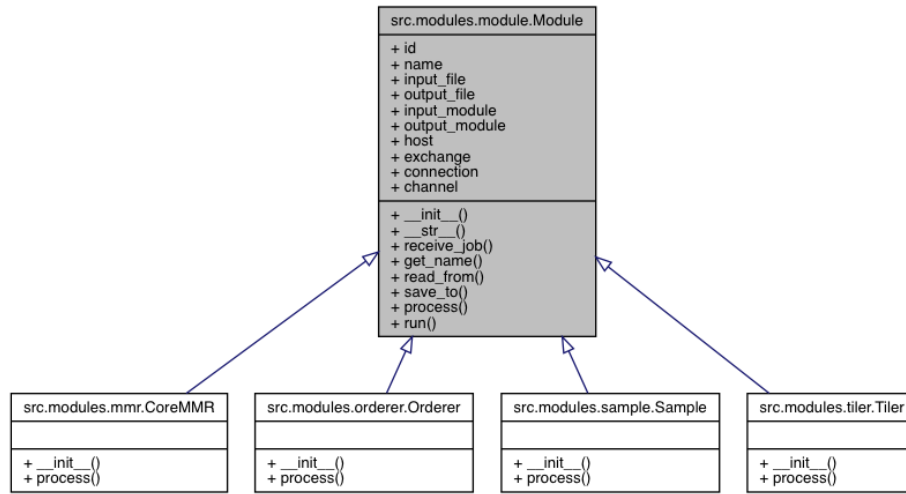 src.modules.module.Module
+ id
+ name
+ input_file
+ output_file
+ input_module
+ output_module
+ host
+ exchange
+ connection
+ channel
+ __init__()
+ __str__()
+ receive_job()
+ get_name()
+ read_from()
+ save_to()
+ process()
+ run()
src.modules.mmr.CoreMMR
+ __init__()
+ process()
src.modules.orderer.Orderer
+ __init__()
+ process()
src.modules.sample.Sample
+ __init__()
+ process()
src.modules.tiler.Tiler
+ __init__()
+ process()